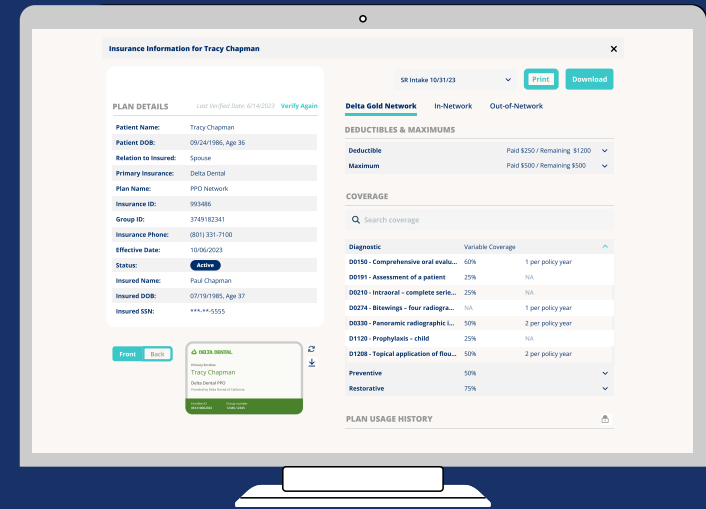 Insurance Information for Tracy Chapman
SR Intake 10/31/23
Print
Download
PLAN DETAILS
Last Verified Date: 6/14/2023
Verify Again
Patient Name: Tracy Chapman
Patient DOB: 09/24/1986, Age 36
Relation to Insured: Spouse
Primary Insurance: Delta Dental
Plan Name: PPO Network
Insurance ID: 993486
Group ID: 3749182341
Insurance Phone: (801) 331-7100
Effective Date: 10/06/2023
Status: Active
Insured Name: Paul Chapman
Insured DOB: 07/19/1985, Age 37
Insured SSN: ***-**-5555
Front
Back
DELTA DENTAL
Tracy Chapman
Delta Dental PPO
Delta Gold Network
In-Network
Out-of-Network
DEDUCTIBLES & MAXIMUMS
Deductible Paid $250 / Remaining $1200
Maximum Paid $500 / Remaining $500
COVERAGE
Search coverage
Diagnostic Variable Coverage
D0150 - Comprehensive oral evalu... 60% 1 per policy year
D0191 - Assessment of a patient 25% NA
D0210 - Intraoral – complete serie... 25% NA
D0274 - Bitewings – four radiogra... NA 1 per policy year
D0330 - Panoramic radiographic i... 50% 2 per policy year
D1120 - Prophylaxis – child 25% NA
D1208 - Topical application of flou... 50% 2 per policy year
Preventive 50%
Restorative 75%
PLAN USAGE HISTORY